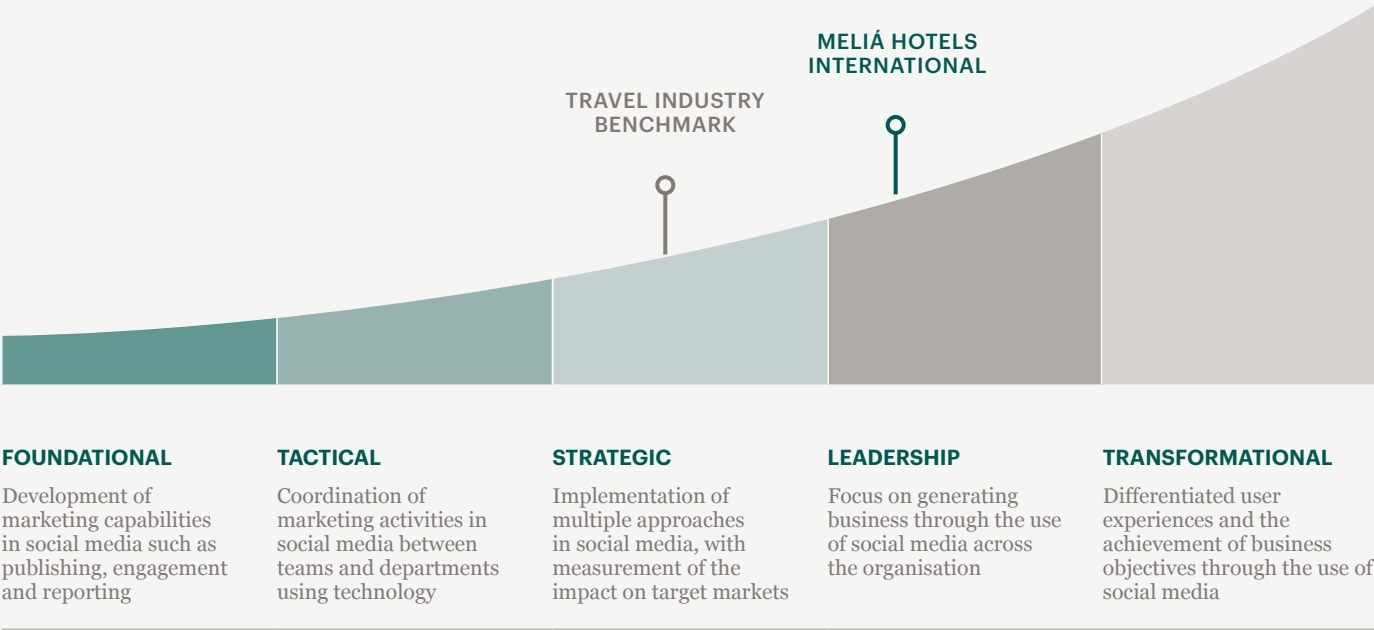 MELIÁ HOTELS
INTERNATIONAL
TRAVEL INDUSTRY
BENCHMARK
FOUNDATIONAL
Development of
marketing capabilities
in social media such as
publishing, engagement
and reporting
TACTICAL
Coordination of
marketing activities in
social media between
teams and departments
using technology
STRATEGIC
Implementation of
multiple approaches
in social media, with
measurement of the
impact on target markets
LEADERSHIP
Focus on generating
business through the use
of social media across
the organisation
TRANSFORMATIONAL
Differentiated user
experiences and the
achievement of business
objectives through the use of
social media